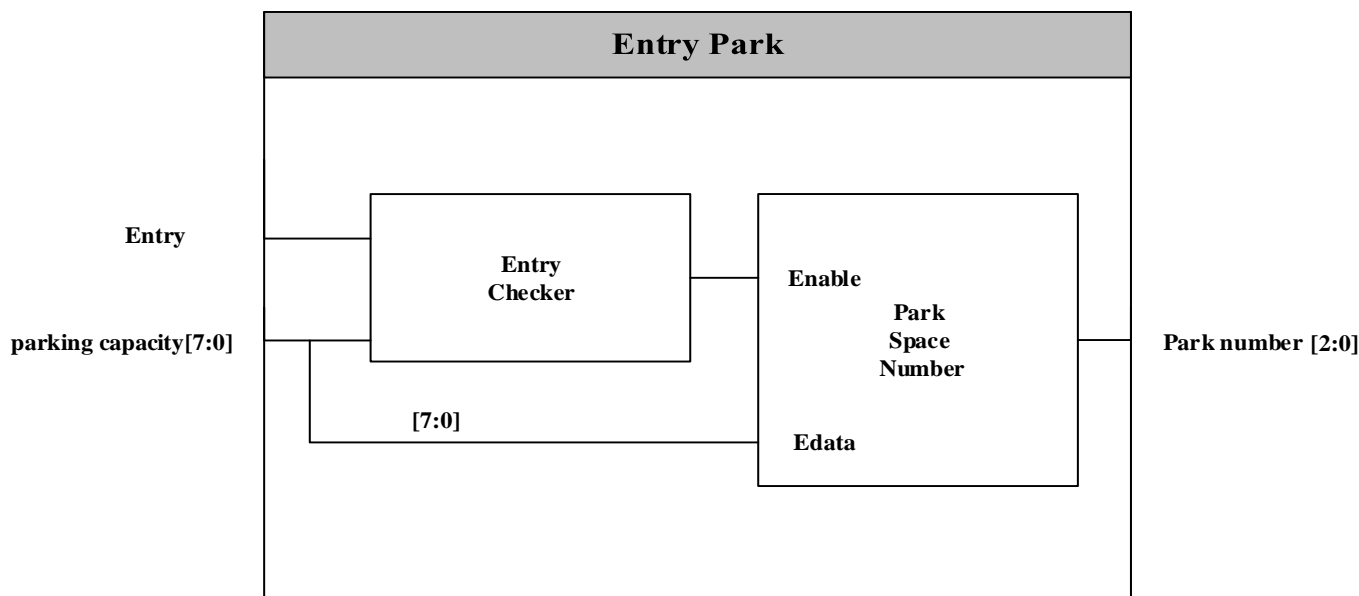 Entry Park
Entry
Entry
Checker
Enable
Park
Space
Number
parking capacity[7:0]
Park number [2:0]
[7:0]
Edata